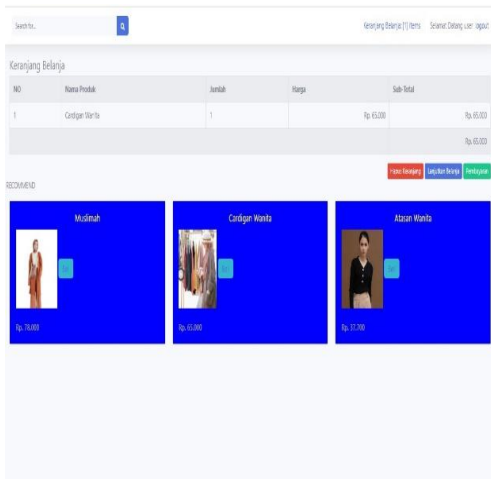 Search for...
Keranjang Belanja: [1] Items Selamat Datang user logout
Keranjang Belanja
NO Nama Produk Jumlah Harga Sub-Total
1 Cardigan Wanita 1 Rp. 65.000 Rp. 65.000
Rp. 65.000
Hapus Keranjang Lanjutkan Belanja Pembayaran
RECOMMEND
Muslimah Cardigan Wanita Atasan Wanita
Rp. 78.000 Rp. 65.000 Rp. 37.700